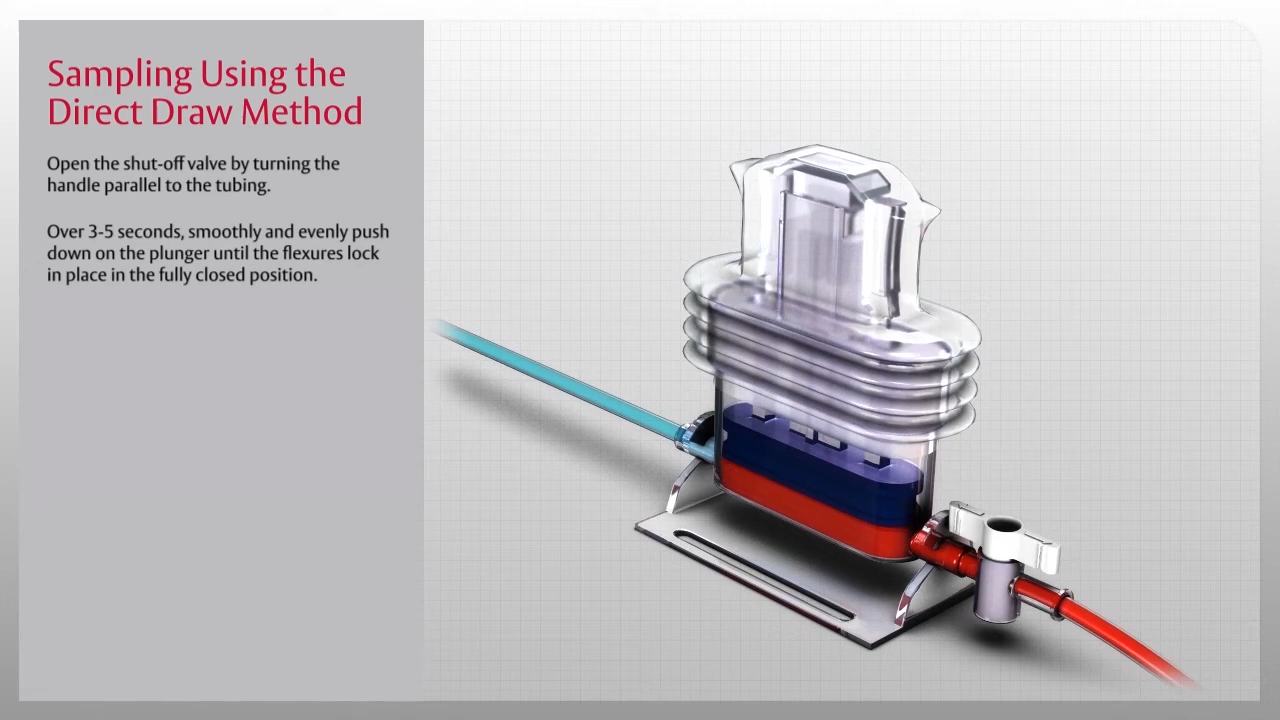 Sampling Using the
Direct Draw Method
Open the shut-off valve by turning the
handle parallel to the tubing.
Over 3-5 seconds, smoothly and evenly push
down on the plunger until the flexures lock
in place in the fully closed position.